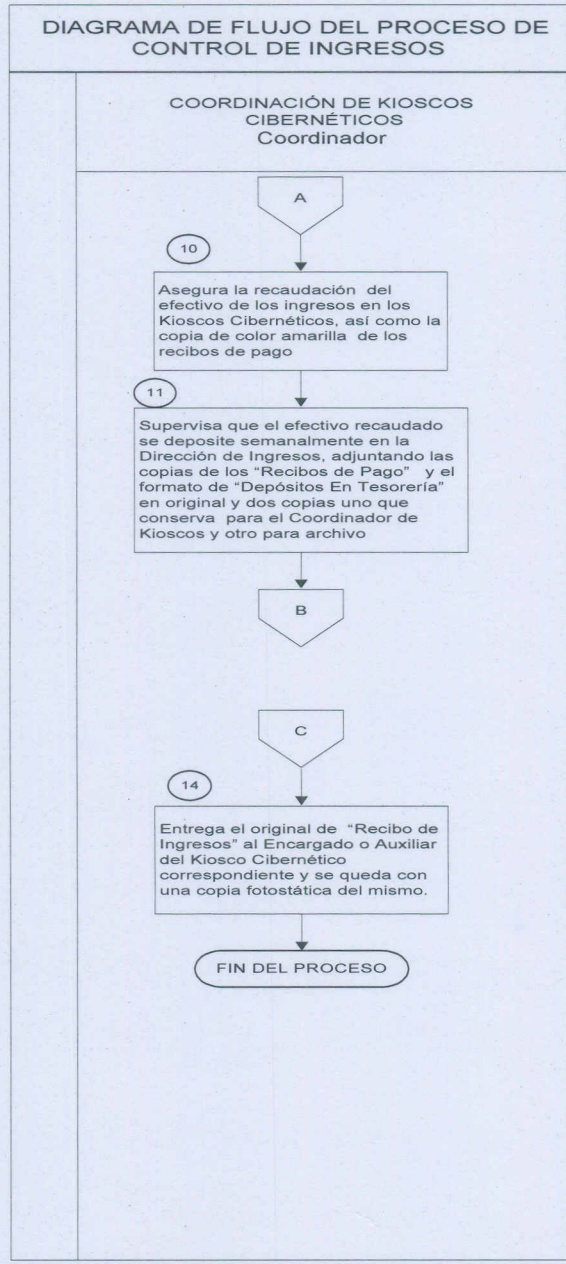 DIAGRAMA DE FLUJO DEL PROCESO DE
CONTROL DE INGRESOS
COORDINACIÓN DE KIOSCOS
CIBERNÉTICOS
Coordinador
A
10
Asegura la recaudación del
efectivo de los ingresos en los
Kioscos Cibernéticos, así como la
copia de color amarilla de los
recibos de pago
11
Supervisa que el efectivo recaudado
se deposite semanalmente en la
Dirección de Ingresos, adjuntando las
copias de los “Recibos de Pago” y el
formato de “Depósitos En Tesorería”
en original y dos copias uno que
conserva para el Coordinador de
Kioscos y otro para archivo
B
C
14
Entrega el original de “Recibo de
Ingresos” al Encargado o Auxiliar
del Kiosco Cibernético
correspondiente y se queda con
una copia fotostática del mismo.
FIN DEL PROCESO